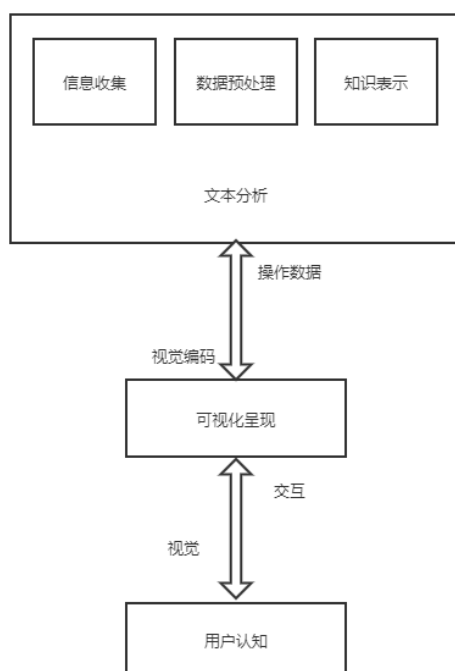 信息收集 数据预处理 知识表示
文本分析
操作数据
视觉编码
可视化呈现
交互
视觉
用户认知